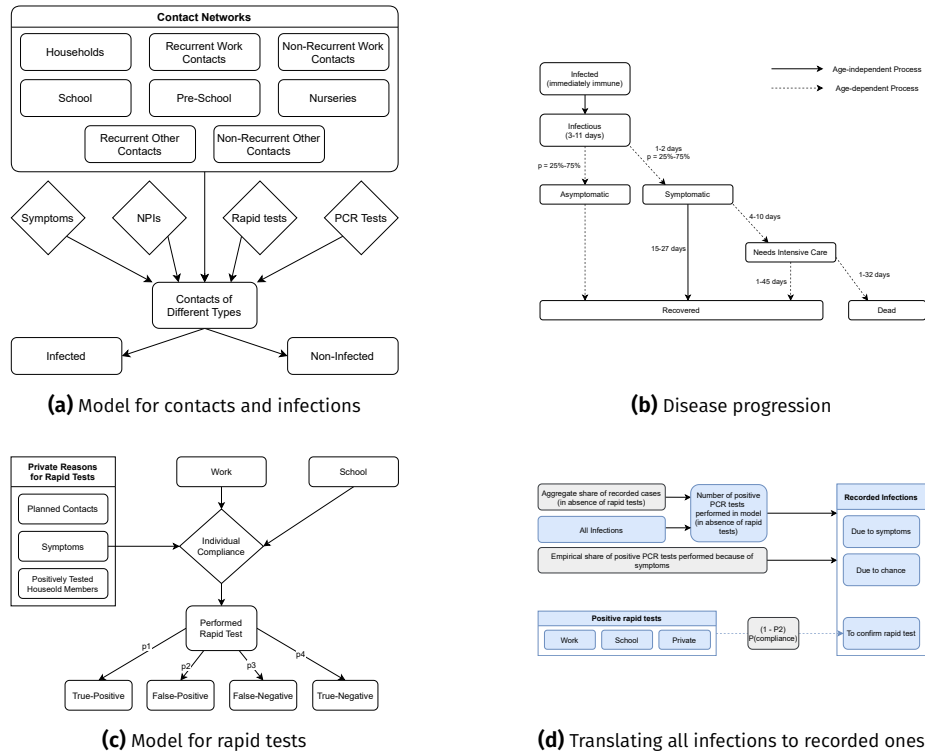 Contact Networks
Households
Recurrent Work
Contacts
Non-Recurrent Work
Contacts
School
Pre-School
Nurseries
Recurrent Other
Contacts
Non-Recurrent Other
Contacts
Symptoms
NPIs
Rapid tests
PCR Tests
Contacts of
Different Types
Infected
Non-Infected
(a) Model for contacts and infections
Infected
(immediately immune)
Age-independent Process
Age-dependent Process
Infectious
(3-11 days)
1-2 days
p = 25%-75%
p = 25%-75%
Asymptomatic
Symptomatic
4-10 days
15-27 days
Needs Intensive Care
1-45 days
1-32 days
Recovered
Dead
(b) Disease progression
Private Reasons
for Rapid Tests
Planned Contacts
Symptoms
Positively Tested
Househould Members
Work
School
Individual
Compliance
Performed
Rapid Test
p1
p2
p3
p4
True-Positive
False-Positive
False-Negative
True-Negative
(c) Model for rapid tests
Aggregate share of recorded cases
(in absence of rapid tests)
All Infections
Number of positive
PCR tests
performed in model
(in absence of rapid
tests)
Empirical share of positive PCR tests performed because of
symptoms
Recorded Infections
Due to symptoms
Due to chance
To confirm rapid test
Positive rapid tests
Work
School
Private
(1 - P2)
P(compliance)
(d) Translating all infections to recorded ones